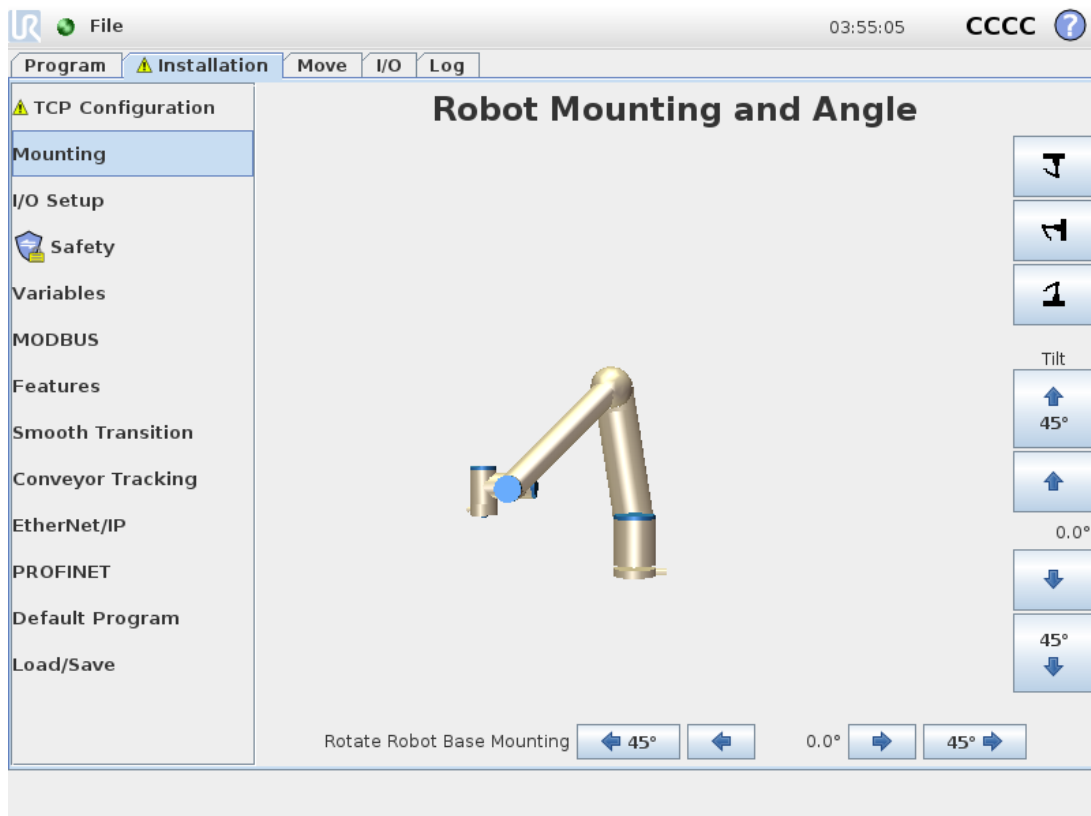 UR File 03:55:05 CCCC ?
Program Installation Move I/O Log
TCP Configuration
Mounting
I/O Setup
Safety
Variables
MODBUS
Features
Smooth Transition
Conveyor Tracking
EtherNet/IP
PROFINET
Default Program
Load/Save
Robot Mounting and Angle
Tilt
45°
0.0°
45°
Rotate Robot Base Mounting 45° 0.0° 45°